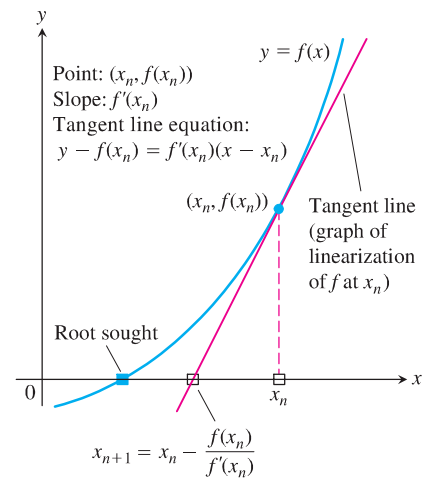 y
y = f(x)
Point: (xₙ, f(xₙ))
Slope: f′(xₙ)
Tangent line equation:
y − f(xₙ) = f′(xₙ)(x − xₙ)
(xₙ, f(xₙ))
Tangent line
(graph of
linearization
of f at xₙ)
Root sought
x
0
xₙ
xₙ₊₁ = xₙ − f(xₙ)/f′(xₙ)